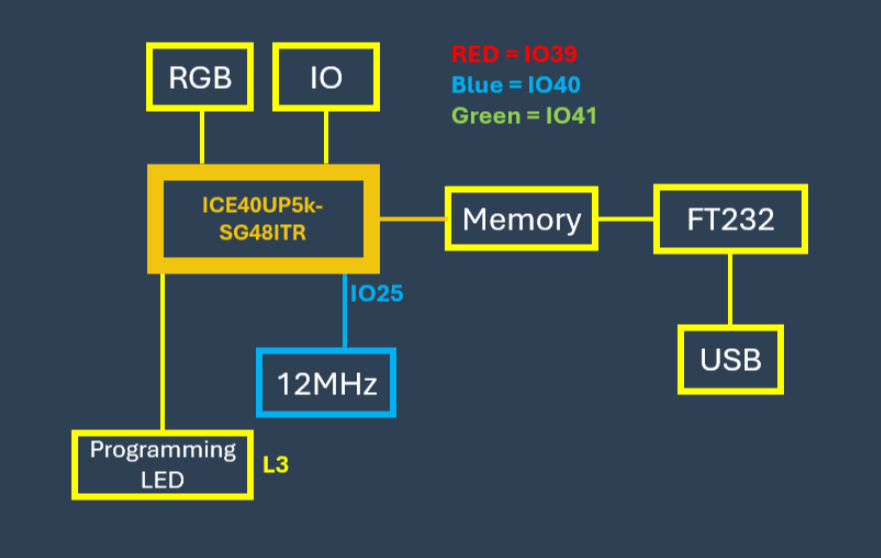 RGB
IO
RED = IO39
Blue = IO40
Green = IO41
ICE40UP5k-
SG48ITR
Memory
FT232
IO25
12MHz
USB
Programming
LED
L3